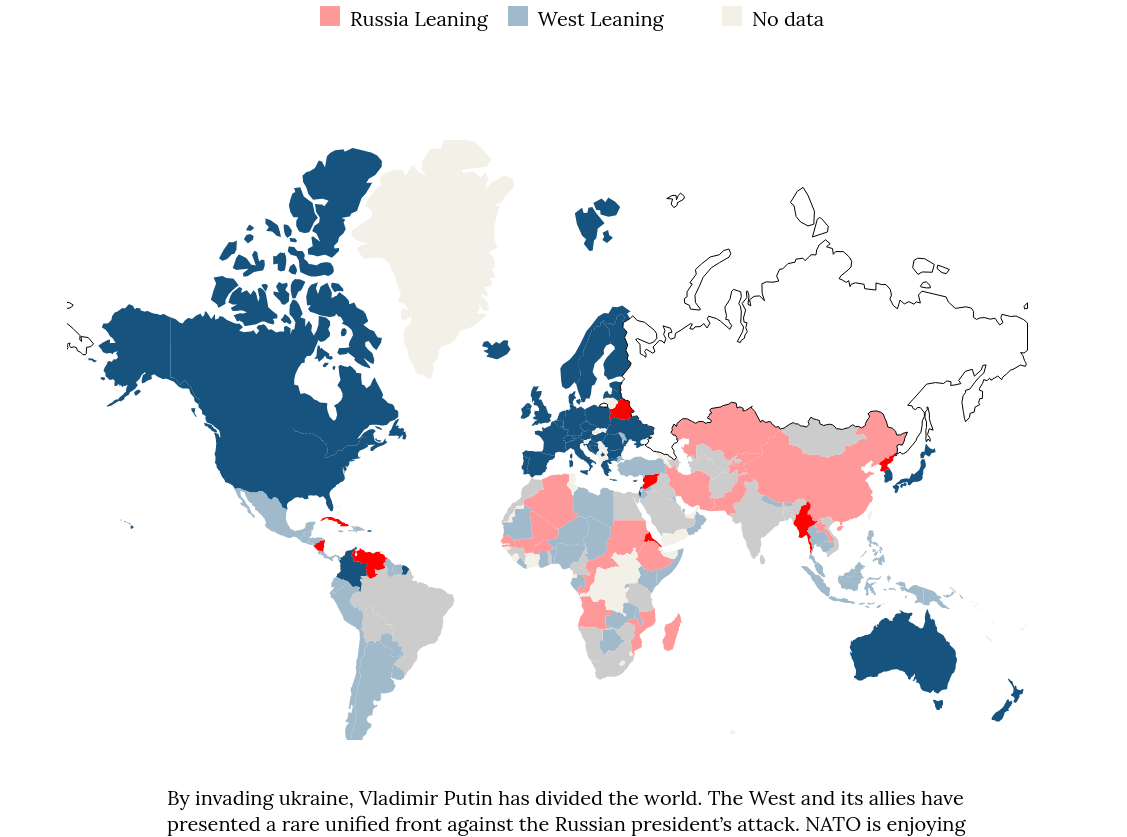 Russia Leaning West Leaning No data
By invading ukraine, Vladimir Putin has divided the world. The West and its allies have
presented a rare unified front against the Russian president’s attack. NATO is enjoying